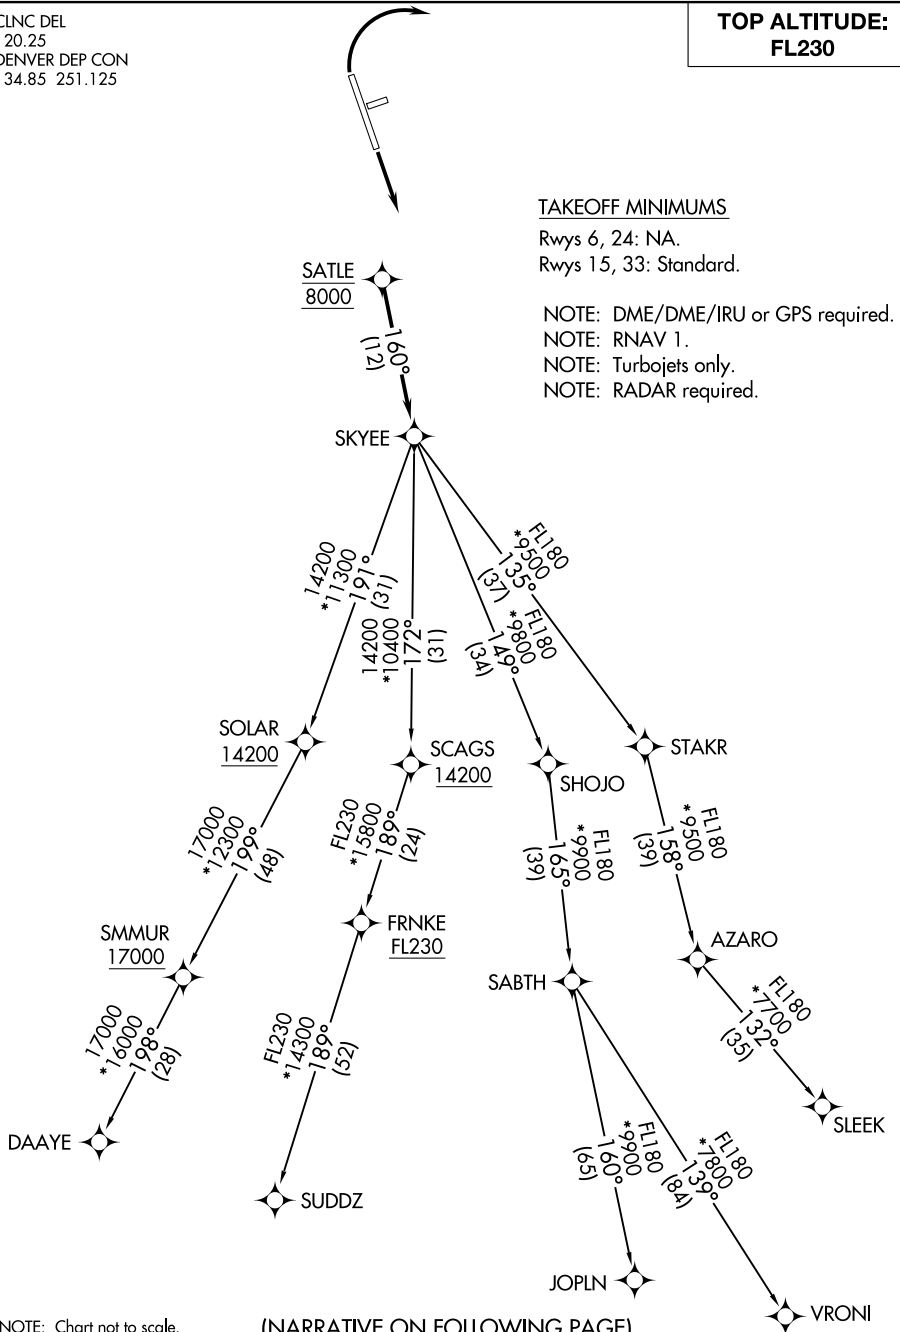 CLNC DEL
20.25
DENVER DEP CON
34.85 251.125
TOP ALTITUDE:
FL230
TAKEOFF MINIMUMS
Rwys 6, 24: NA.
Rwys 15, 33: Standard.
NOTE: DME/DME/IRU or GPS required.
NOTE: RNAV 1.
NOTE: Turbojets only.
NOTE: RADAR required.
SATLE
8000
160°
(12)
SKYEE
14200
*11300
191°
(31)
14200
*10400
172°
(31)
FL180
*9800
149°
(34)
FL180
*9500
135°
(37)
SOLAR
14200
SCAGS
14200
SHOJO
STAKR
17000
*12300
199°
(48)
FL230
*15800
189°
(24)
FL180
*9900
165°
(39)
FL180
*9500
158°
(39)
SMMUR
17000
FRNKE
FL230
SABTH
AZARO
17000
*16000
198°
(28)
FL230
*14300
189°
(52)
FL180
*9900
160°
(65)
FL180
*7800
139°
(84)
FL180
*7700
132°
(35)
SLEEK
DAAYE
SUDDZ
JOPLN
VRONI
NOTE: Chart not to scale.
(NARRATIVE ON FOLLOWING PAGE)